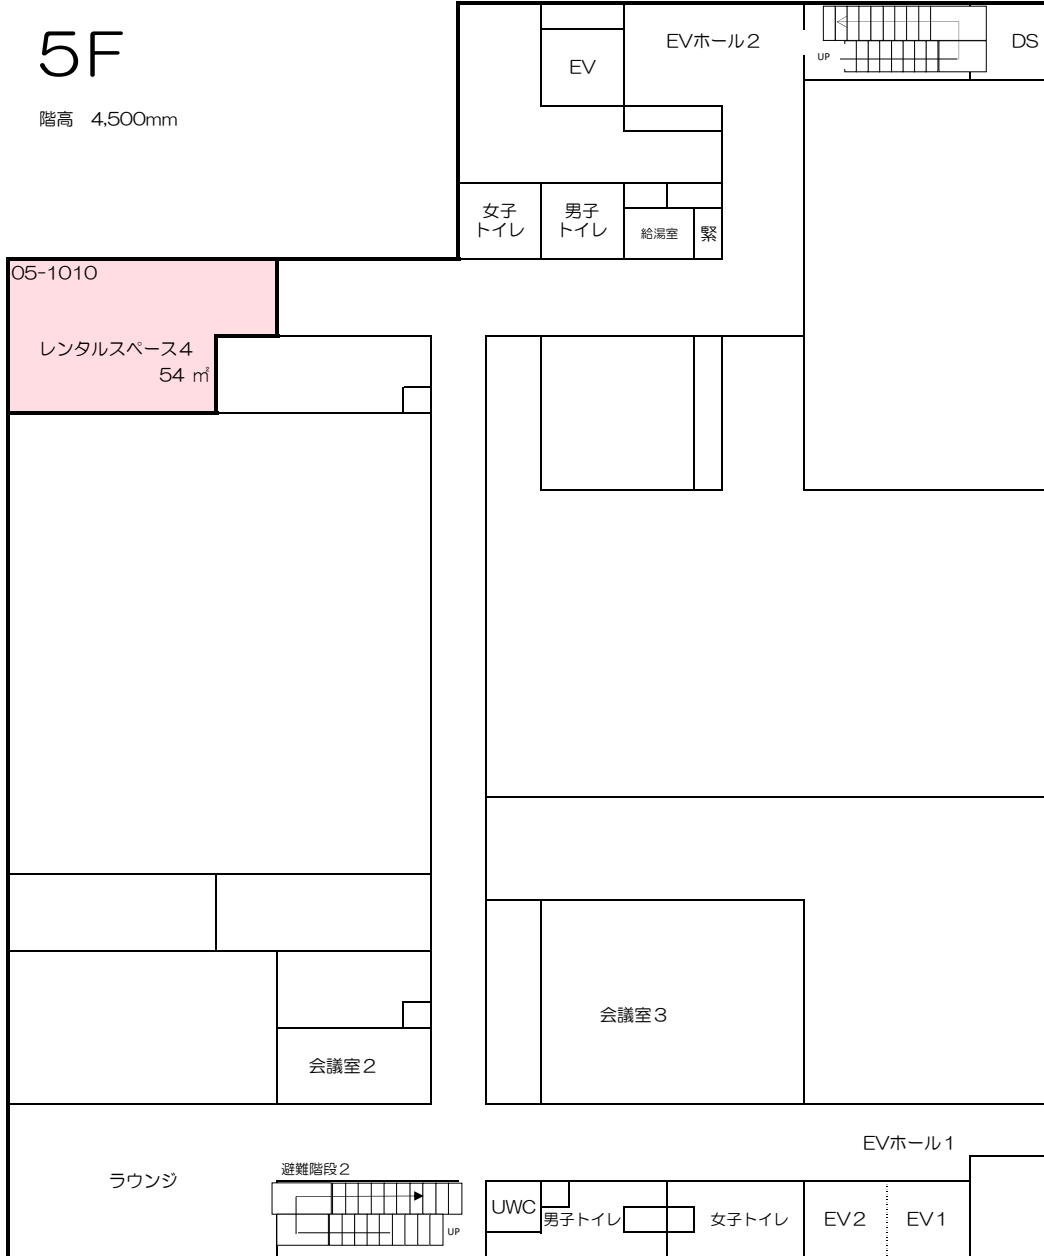 5F
階高　4,500mm
EVホール2
EV
UP
DS
女子
トイレ
男子
トイレ
給湯室
緊
05-1010
レンタルスペース4
54 ㎡
会議室3
会議室2
EVホール1
ラウンジ
避難階段2
UP
UWC
男子トイレ
女子トイレ
EV2
EV1